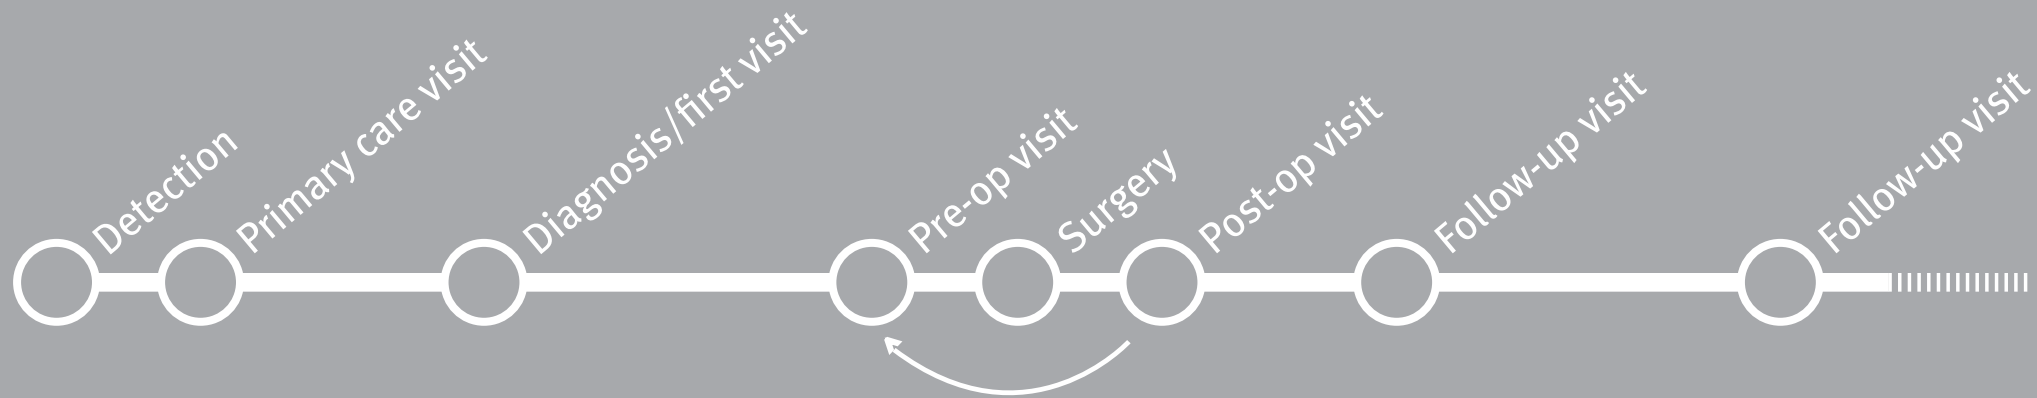 Detection
Primary care visit
Diagnosis/first visit
Pre-op visit
Surgery
Post-op visit
Follow-up visit
Follow-up visit